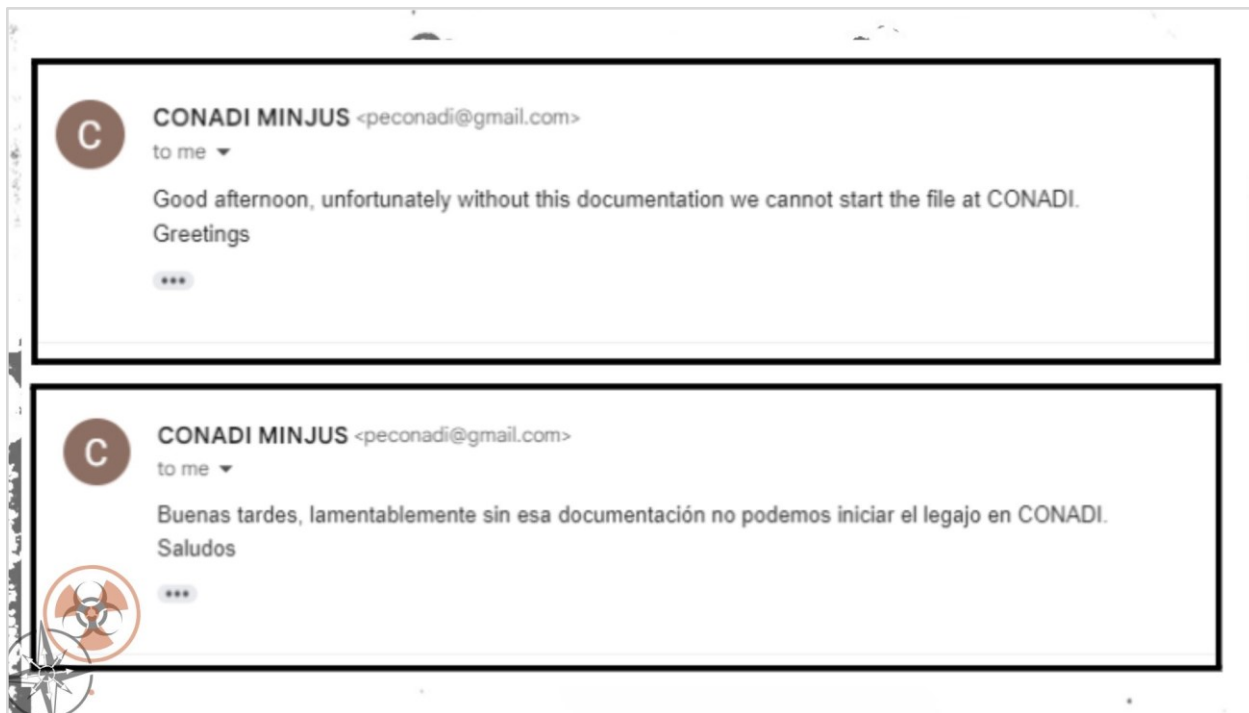 C
CONADI MINJUS <peconadi@gmail.com>
to me
Good afternoon, unfortunately without this documentation we cannot start the file at CONADI.
Greetings
C
CONADI MINJUS <peconadi@gmail.com>
to me
Buenas tardes, lamentablemente sin esa documentación no podemos iniciar el legajo en CONADI.
Saludos